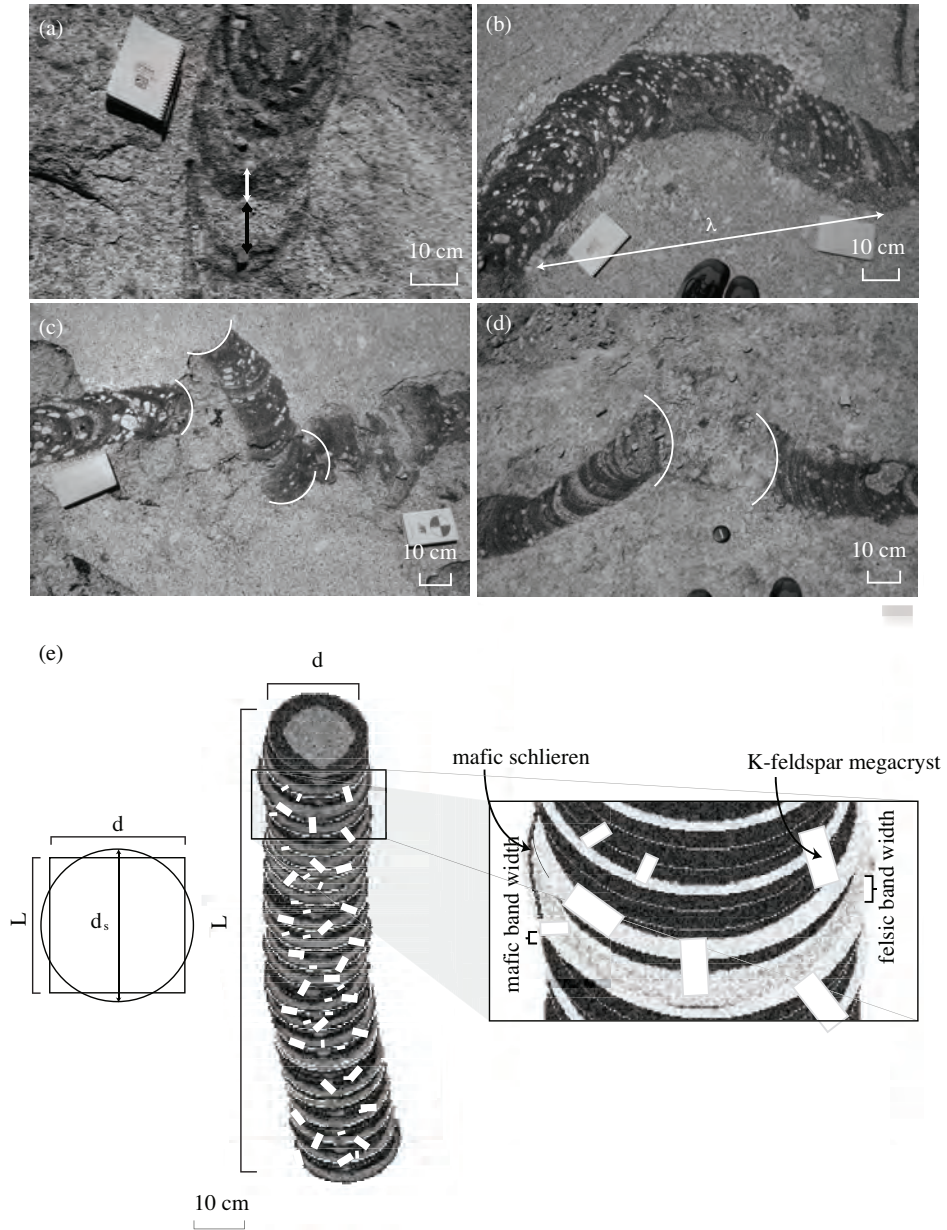 (a)
10 cm
(b)
λ
10 cm
(c)
10 cm
(d)
10 cm
(e)
d
L
d
L
d s
mafic schlieren
K-feldspar megacryst
mafic band width
felsic band width
10 cm